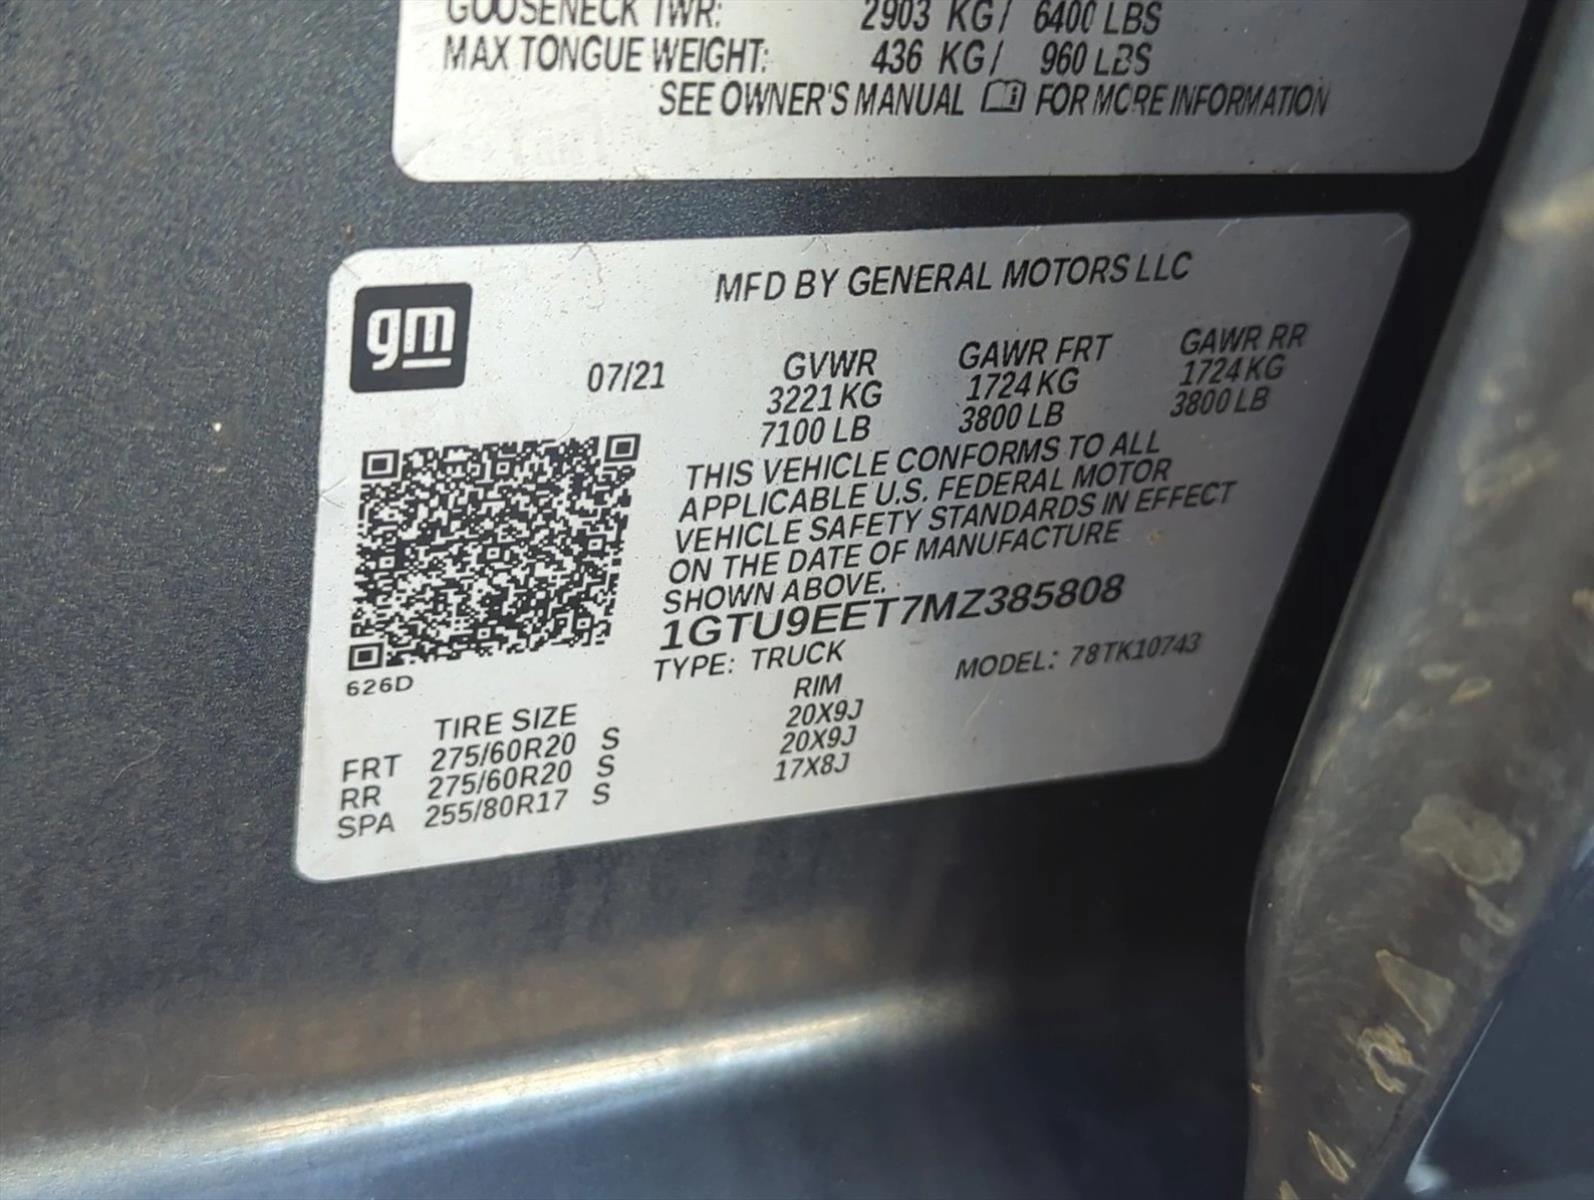 GOOSENECK TWR: 2903 KG/ 6400 LBS
MAX TONGUE WEIGHT: 436 KG/ 960 LBS
SEE OWNER'S MANUAL FOR MORE INFORMATION
gm
MFD BY GENERAL MOTORS LLC
07/21 GVWR GAWR FRT GAWR RR
3221 KG 1724 KG 1724 KG
7100 LB 3800 LB 3800 LB
THIS VEHICLE CONFORMS TO ALL
APPLICABLE U.S. FEDERAL MOTOR
VEHICLE SAFETY STANDARDS IN EFFECT
ON THE DATE OF MANUFACTURE
SHOWN ABOVE.
1GTU9EET7MZ385808
TYPE: TRUCK MODEL: 78TK10743
626D
TIRE SIZE RIM
FRT 275/60R20 S 20X9J
RR 275/60R20 S 20X9J
SPA 255/80R17 S 17X8J